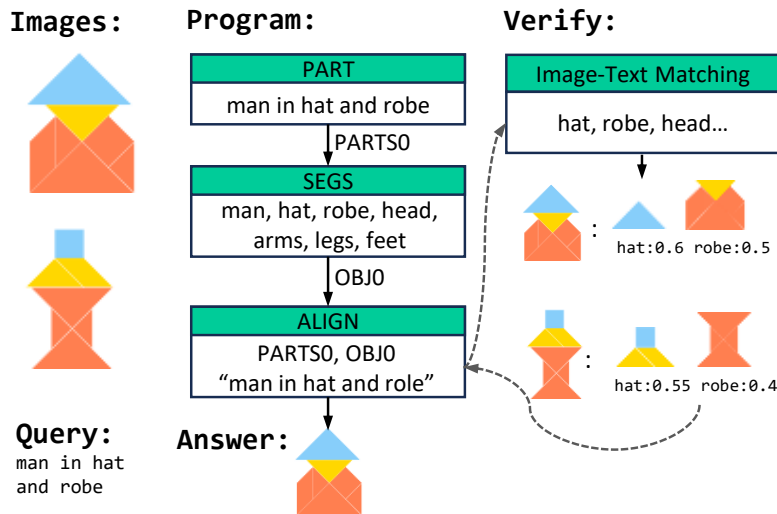 Images:
Program:
Verify:
PART
man in hat and robe
PARTS0
SEGS
man, hat, robe, head,
arms, legs, feet
OBJ0
ALIGN
PARTS0, OBJ0
“man in hat and role”
Image-Text Matching
hat, robe, head...
:
hat:0.6 robe:0.5
:
hat:0.55 robe:0.4
Query:
man in hat
and robe
Answer: